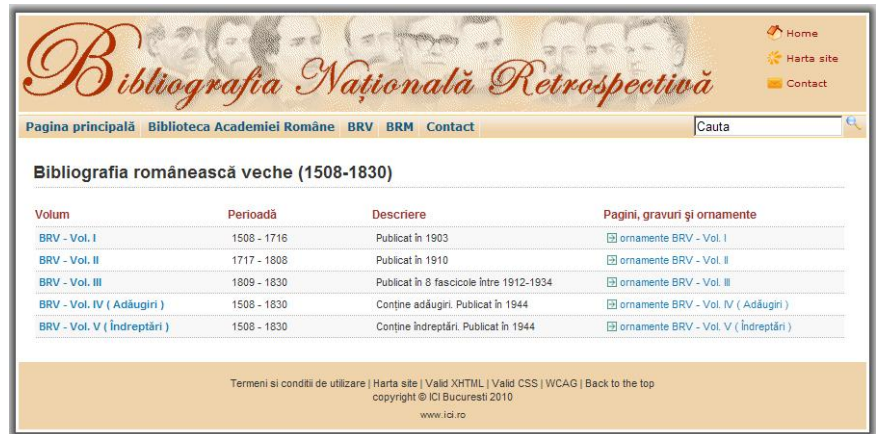 Bibliografia Națională Retrospectivă
Home
Harta site
Contact
Pagina principală Biblioteca Academiei Române BRV BRM Contact Cauta
Bibliografia românească veche (1508-1830)
Volum Perioadă Descriere Pagini, gravuri şi ornamente
BRV - Vol. I 1508 - 1716 Publicat în 1903 ornamente BRV - Vol. I
BRV - Vol. II 1717 - 1808 Publicat în 1910 ornamente BRV - Vol. II
BRV - Vol. III 1809 - 1830 Publicat în 8 fascicole între 1912-1934 ornamente BRV - Vol. III
BRV - Vol. IV ( Adăugiri ) 1508 - 1830 Conține adăugiri. Publicat în 1944 ornamente BRV - Vol. IV ( Adăugiri )
BRV - Vol. V ( Îndreptări ) 1508 - 1830 Conține îndreptări. Publicat în 1944 ornamente BRV - Vol. V ( Îndreptări )
Termeni si conditii de utilizare | Harta site | Valid XHTML | Valid CSS | WCAG | Back to the top
copyright © ICI Bucuresti 2010
www.ici.ro